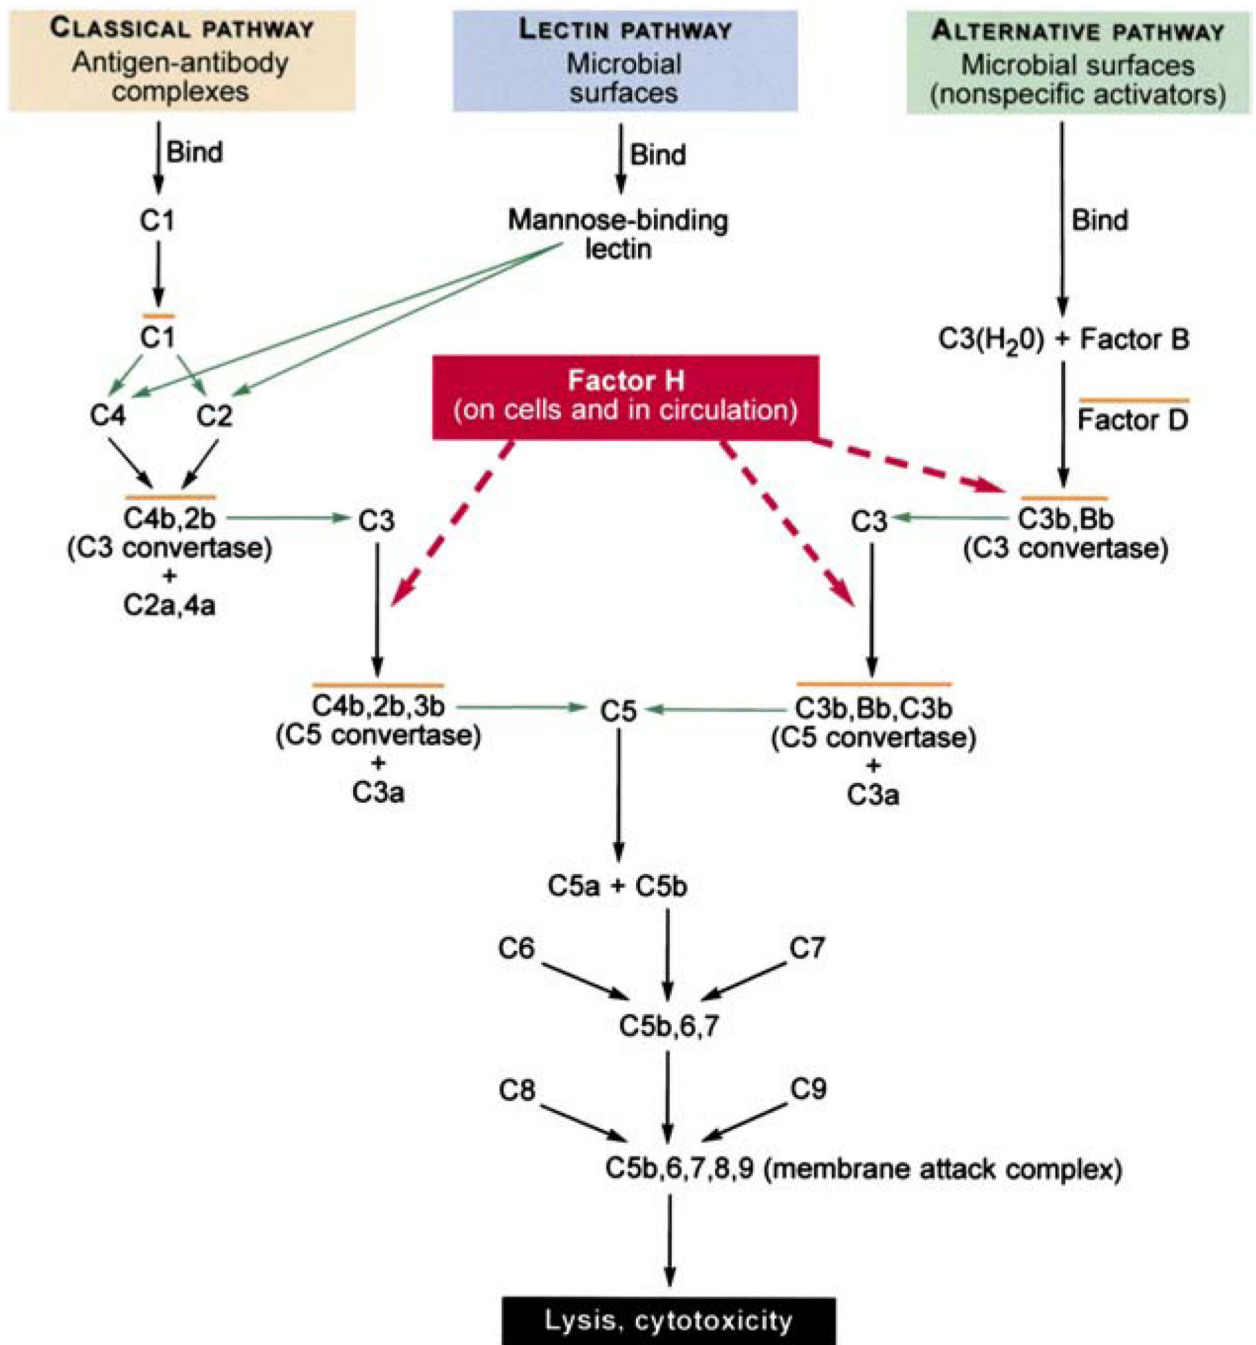 CLASSICAL PATHWAY
Antigen-antibody
complexes
LECTIN PATHWAY
Microbial
surfaces
ALTERNATIVE PATHWAY
Microbial surfaces
(nonspecific activators)
Bind
Bind
Bind
C1
Mannose-binding
lectin
C1
C3(H20) + Factor B
Factor H
(on cells and in circulation)
C4
C2
Factor D
C4b,2b
(C3 convertase)
+
C2a,4a
C3
C3
C3b,Bb
(C3 convertase)
C4b,2b,3b
(C5 convertase)
+
C3a
C5
C3b,Bb,C3b
(C5 convertase)
+
C3a
C5a + C5b
C6
C7
C5b,6,7
C8
C9
C5b,6,7,8,9 (membrane attack complex)
Lysis, cytotoxicity